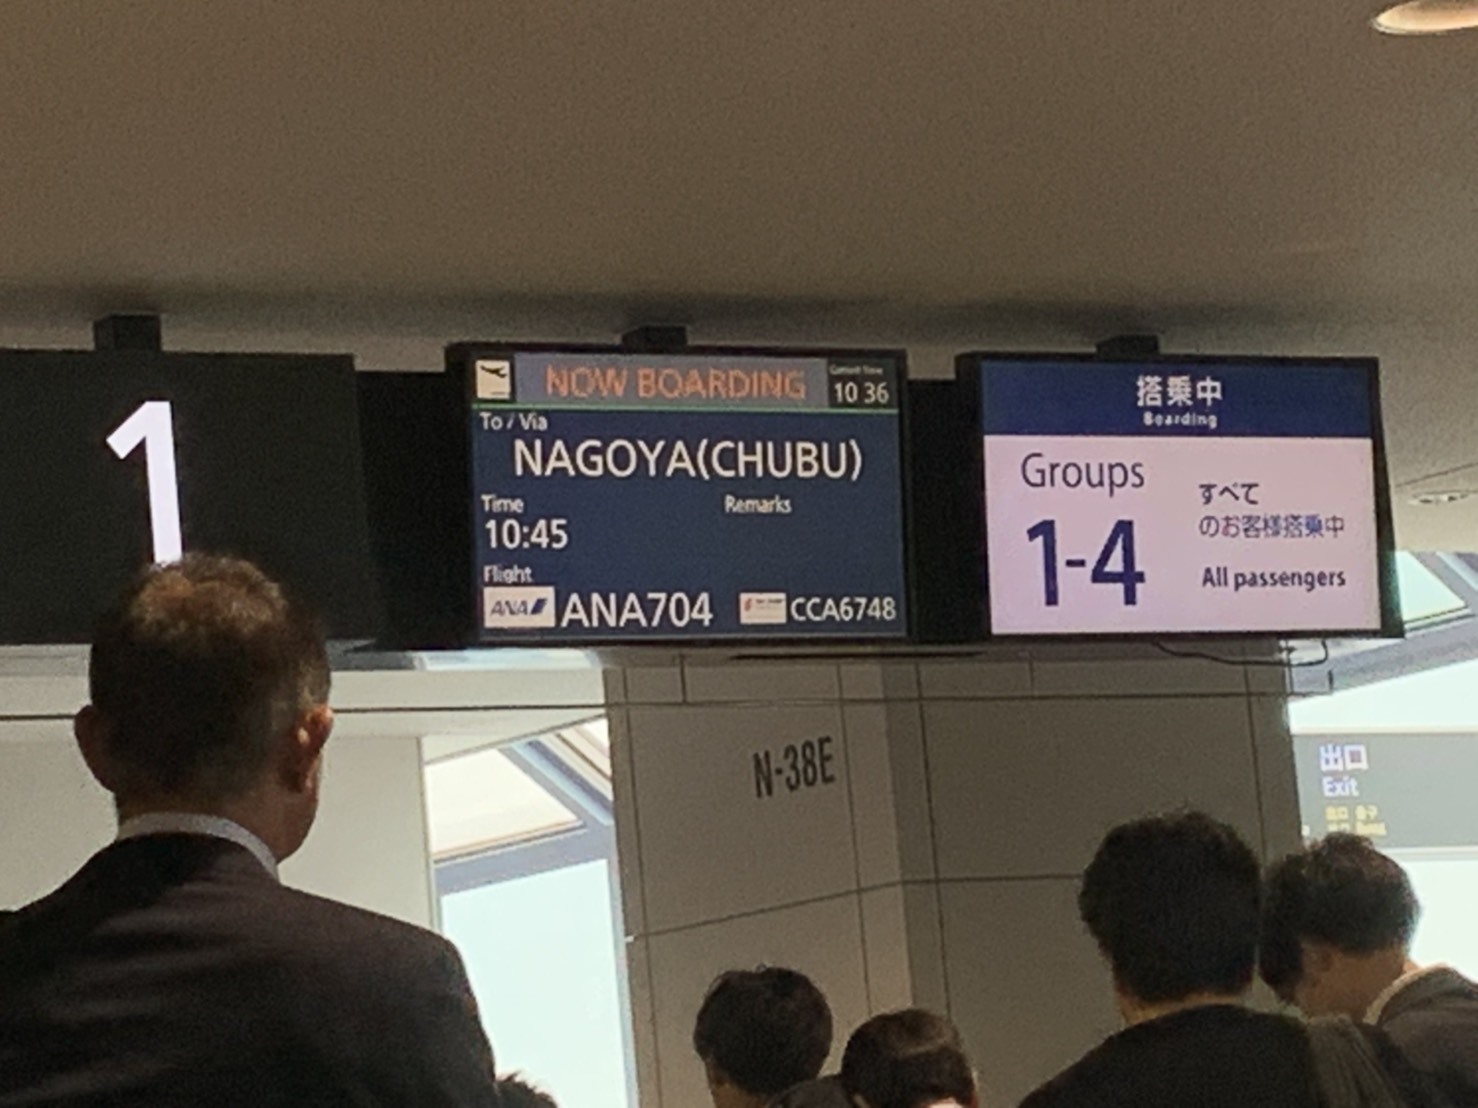 1
NOW BOARDING
Current Time
10 36
To / Via
NAGOYA(CHUBU)
Time
Remarks
10:45
Flight
ANA
ANA704
CCA6748
搭乗中
Boarding
Groups
1-4
すべて
のお客様搭乗中
All passengers
N-38E
出口
Exit